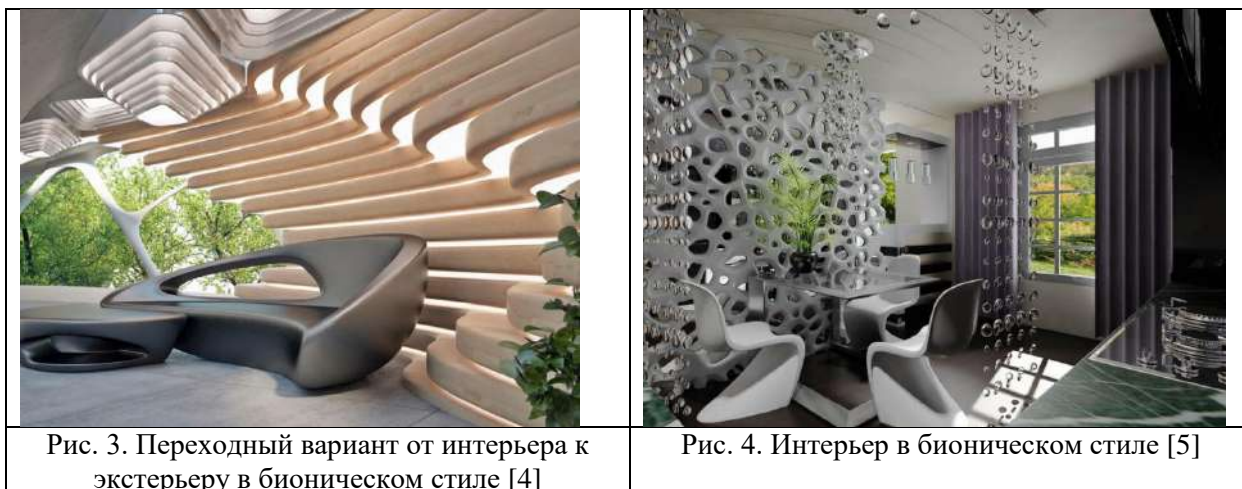 Рис. 3. Переходный вариант от интерьера к
экстерьеру в бионическом стиле [4]
Рис. 4. Интерьер в бионическом стиле [5]